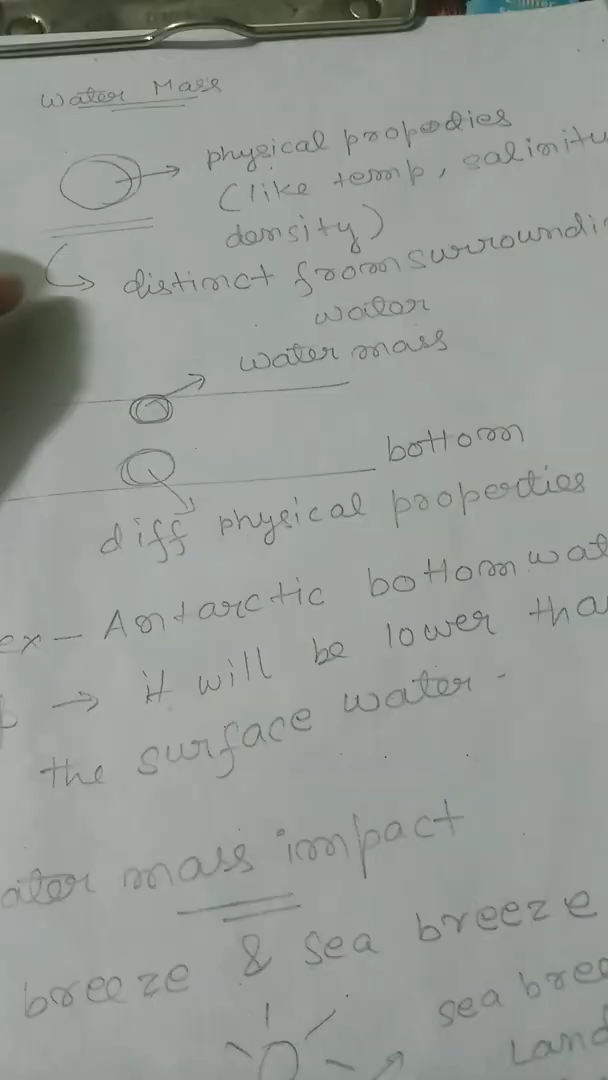 Water Mass
physical propodies
(like temp, salinity
density)
distinct from surroundi
water
water mass
bottom
diff physical properties
ex - Antarctic bottom wat
→ it will be lower tha
the surface water.
ater mass impact
breeze & sea breeze
sea bree
Land